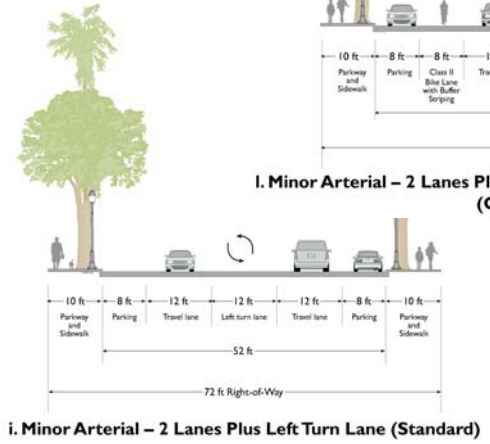 10 ft 8 ft 8 ft
Parkway and Sidewalk Parking Class II Bike Lane with Buffer Striping
l. Minor Arterial – 2 Lanes
10 ft 8 ft 12 ft 12 ft 12 ft 8 ft 10 ft
Parkway and Sidewalk Parking Travel lane Left turn lane Travel lane Parking Parkway and Sidewalk
52 ft
72 ft Right-of-Way
i. Minor Arterial – 2 Lanes Plus Left Turn Lane (Standard)